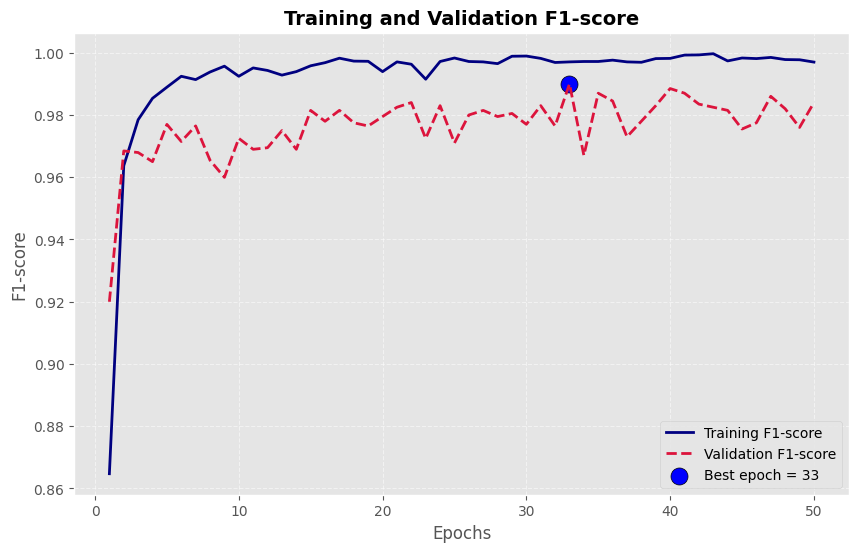 Training and Validation F1-score
1.00
0.98
0.96
0.94
0.92
0.90
0.88
0.86
F1-score
0 10 20 30 40 50
Epochs
Training F1-score
Validation F1-score
Best epoch = 33